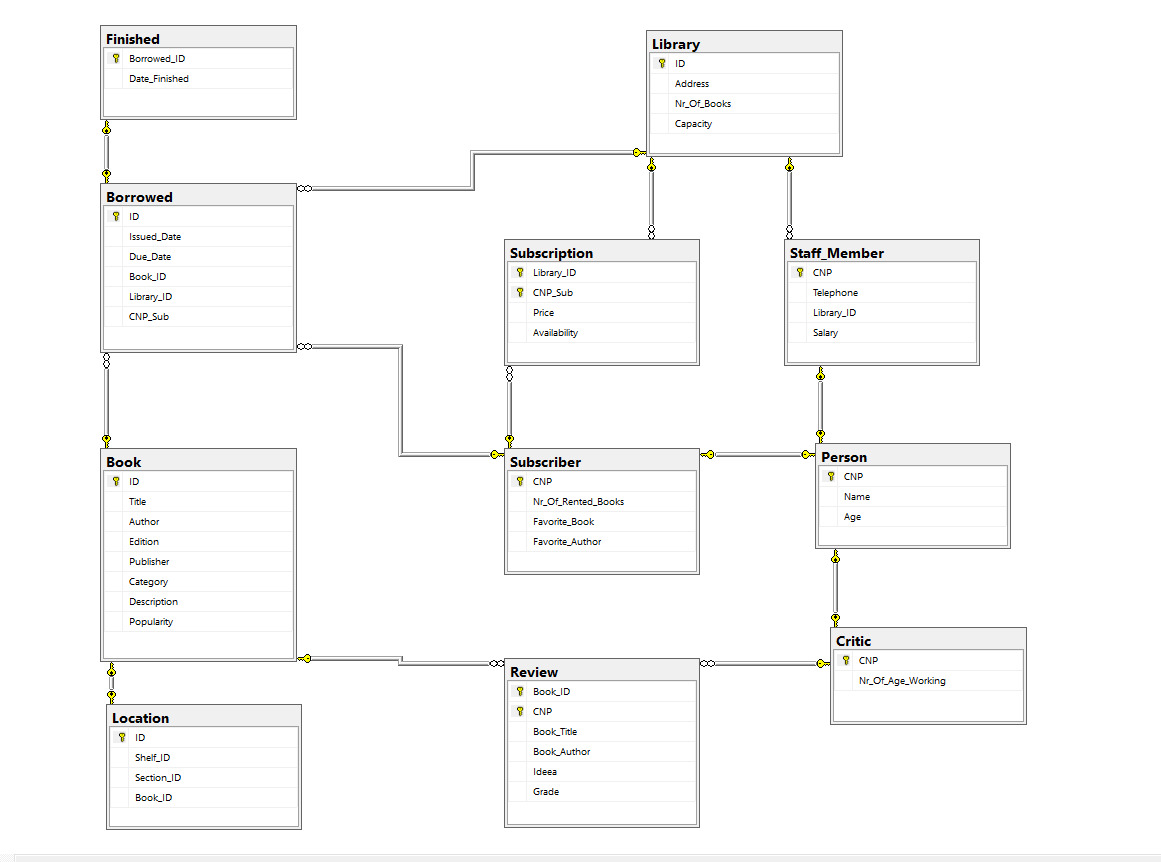 Finished
Borrowed_ID
Date_Finished
Library
ID
Address
Nr_Of_Books
Capacity
Borrowed
ID
Issued_Date
Due_Date
Book_ID
Library_ID
CNP_Sub
Subscription
Library_ID
CNP_Sub
Price
Availability
Staff_Member
CNP
Telephone
Library_ID
Salary
Book
ID
Title
Author
Edition
Publisher
Category
Description
Popularity
Subscriber
CNP
Nr_Of_Rented_Books
Favorite_Book
Favorite_Author
Person
CNP
Name
Age
Critic
CNP
Nr_Of_Age_Working
Review
Book_ID
CNP
Book_Title
Book_Author
Ideea
Grade
Location
ID
Shelf_ID
Section_ID
Book_ID